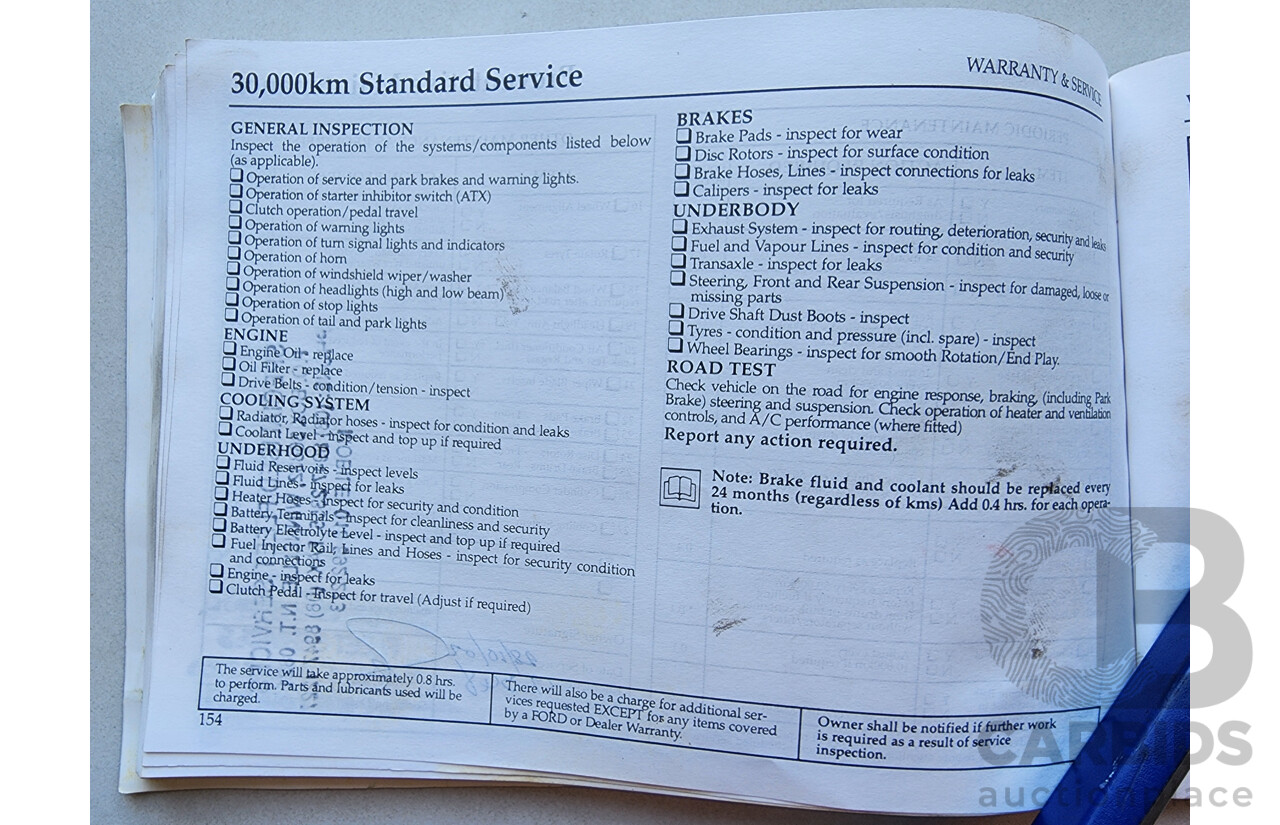 30,000km Standard Service
WARRANTY & SERVICE
GENERAL INSPECTION
Inspect the operation of the systems/components listed below
(as applicable).
Operation of service and park brakes and warning lights.
Operation of starter inhibitor switch (ATX)
Clutch operation/pedal travel
Operation of warning lights
Operation of turn signal lights and indicators
Operation of horn
Operation of windshield wiper/washer
Operation of headlights (high and low beam)
Operation of stop lights
Operation of tail and park lights
ENGINE
Engine Oil - replace
Oil Filter - replace
Drive Belts - condition/tension - inspect
COOLING SYSTEM
Radiator, Radiator hoses - inspect for condition and leaks
Coolant Level - inspect and top up if required
UNDERHOOD
Fluid Reservoirs - inspect levels
Fluid Lines - inspect for leaks
Heater Hoses - inspect for security and condition
Battery Terminals - inspect for cleanliness and security
Battery Electrolyte Level - inspect and top up if required
Fuel Injector Rail, Lines and Hoses - inspect for security condition
and connections
Engine - inspect for leaks
Clutch Pedal - Inspect for travel (Adjust if required)
BRAKES
Brake Pads - inspect for wear
Disc Rotors - inspect for surface condition
Brake Hoses, Lines - inspect connections for leaks
Calipers - inspect for leaks
UNDERBODY
Exhaust System - inspect for routing, deterioration, security and leaks
Fuel and Vapour Lines - inspect for condition and security
Transaxle - inspect for leaks
Steering, Front and Rear Suspension - inspect for damaged, loose or
missing parts
Drive Shaft Dust Boots - inspect
Tyres - condition and pressure (incl. spare) - inspect
Wheel Bearings - inspect for smooth Rotation/End Play.
ROAD TEST
Check vehicle on the road for engine response, braking, (including Park
Brake) steering and suspension. Check operation of heater and ventilation
controls, and A/C performance (where fitted)
Report any action required.
Note: Brake fluid and coolant should be replaced every
24 months (regardless of kms) Add 0.4 hrs. for each opera-
tion.
The service will take approximately 0.8 hrs.
to perform. Parts and lubricants used will be
charged.
There will also be a charge for additional ser-
vices requested EXCEPT for any items covered
by a FORD or Dealer Warranty.
Owner shall be notified if further work
is required as a result of service
inspection.
154
CARBIDS
auctionplace